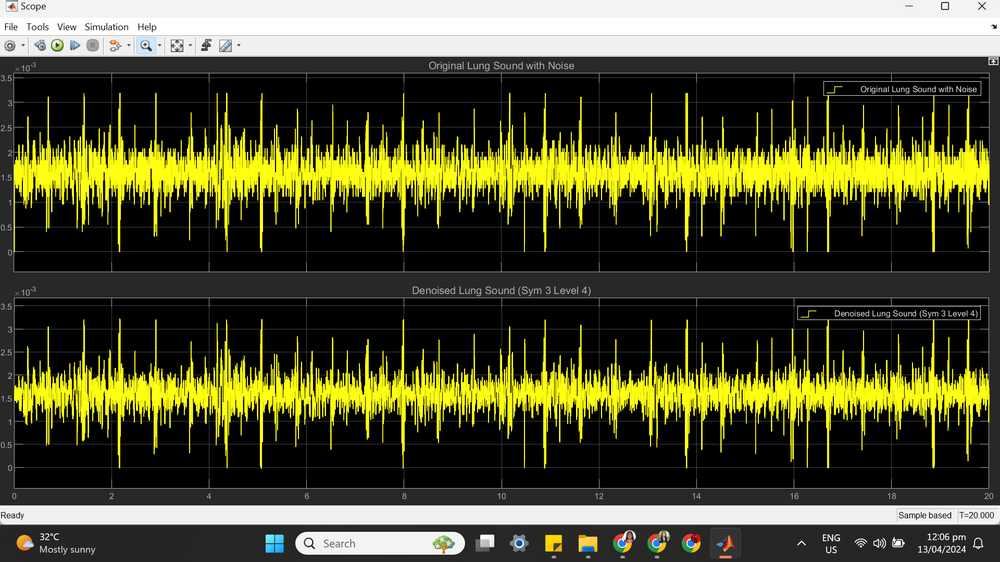 Scope
File Tools View Simulation Help
×10-3
Original Lung Sound with Noise
Original Lung Sound with Noise
3.5
3
2.5
2
1.5
1
0.5
0
×10-3
Denoised Lung Sound (Sym 3 Level 4)
Denoised Lung Sound (Sym 3 Level 4)
3.5
3
2.5
2
1.5
1
0.5
0
0 2 4 6 8 10 12 14 16 18 20
Ready
Sample based T=20.000
32°C
Mostly sunny
Search
ENG
US
12:06 pm
13/04/2024